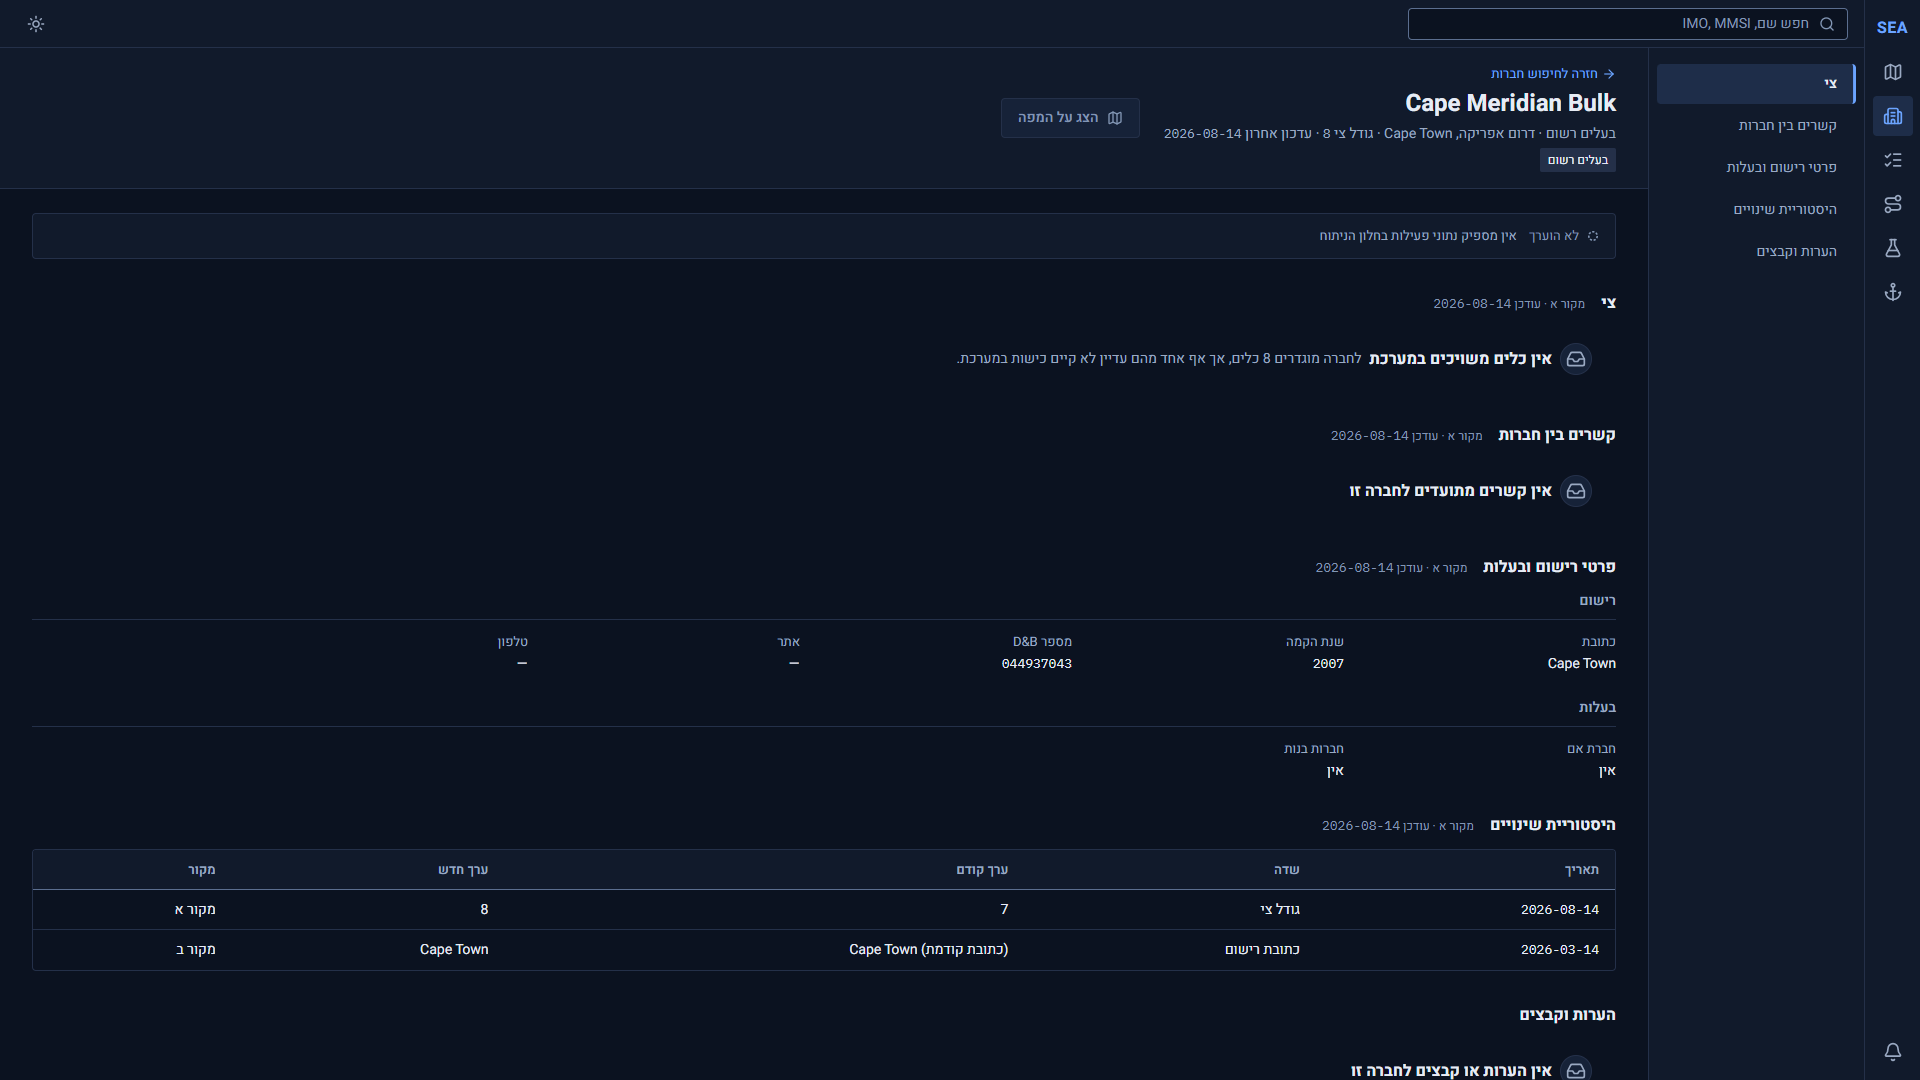 SEA
חפש שם, IMO, MMSI
צי
קשרים בין חברות
פרטי רישום ובעלות
היסטוריית שינויים
הערות וקבצים
חזרה לחיפוש חברות
Cape Meridian Bulk
בעלים רשום · דרום אפריקה, Cape Town · גודל צי 8 · עדכון אחרון 2026-08-14
בעלים רשום
הצג על המפה
לא הוערך אין מספיק נתוני פעילות בחלון הניתוח
צי מקור א · עודכן 2026-08-14
אין כלים משויכים במערכת לחברה מוגדרים 8 כלים, אך אף אחד מהם עדיין לא קיים כישות במערכת.
קשרים בין חברות מקור א · עודכן 2026-08-14
אין קשרים מתועדים לחברה זו
פרטי רישום ובעלות מקור א · עודכן 2026-08-14
רישום
כתובת שנת הקמה מספר D&B אתר טלפון
Cape Town 2007 044937043 — —
בעלות
חברת אם חברות בנות
אין אין
היסטוריית שינויים מקור א · עודכן 2026-08-14
תאריך שדה ערך קודם ערך חדש מקור
2026-08-14 גודל צי 7 8 מקור א
2026-03-14 כתובת רישום Cape Town (כתובת קודמת) Cape Town מקור ב
הערות וקבצים
אין הערות או קבצים לחברה זו